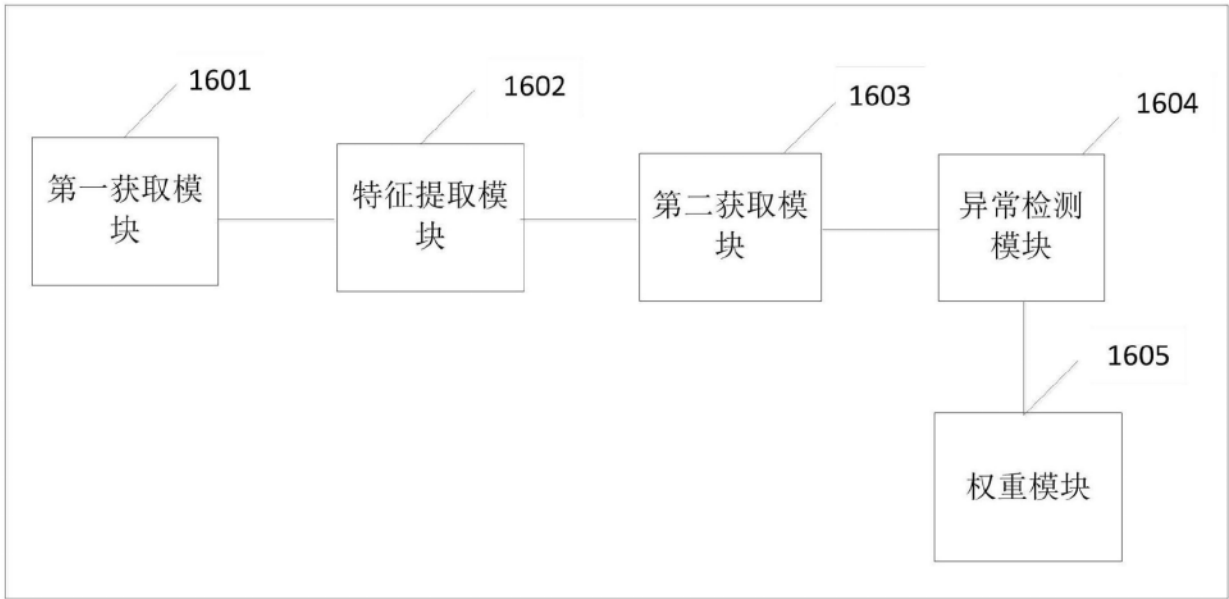 1601
第一获取模
块
1602
特征提取模
块
1603
第二获取模
块
1604
异常检测
模块
1605
权重模块